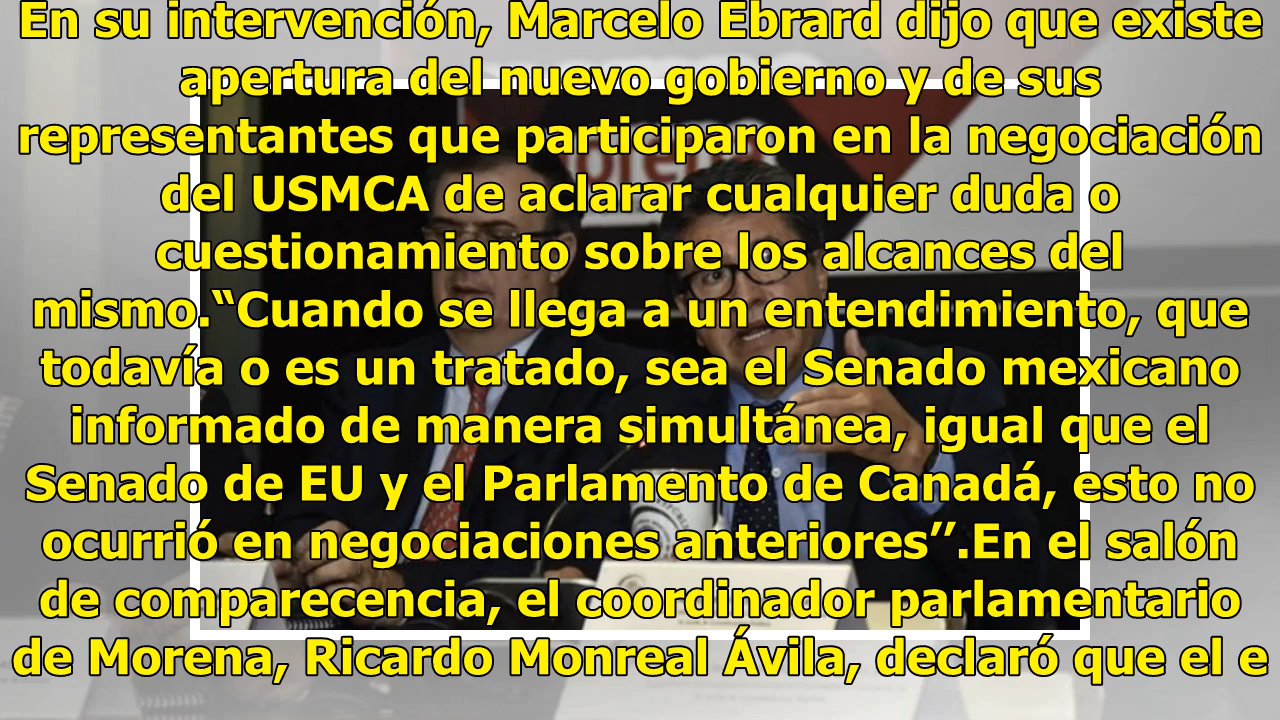 En su intervención, Marcelo Ebrard dijo que existe
apertura del nuevo gobierno y de sus
representantes que participaron en la negociación
del USMCA de aclarar cualquier duda o
cuestionamiento sobre los alcances del
mismo.“Cuando se llega a un entendimiento, que
todavía o es un tratado, sea el Senado mexicano
informado de manera simultánea, igual que el
Senado de EU y el Parlamento de Canadá, esto no
ocurrió en negociaciones anteriores’’.En el salón
de comparecencia, el coordinador parlamentario
de Morena, Ricardo Monreal Ávila, declaró que el e